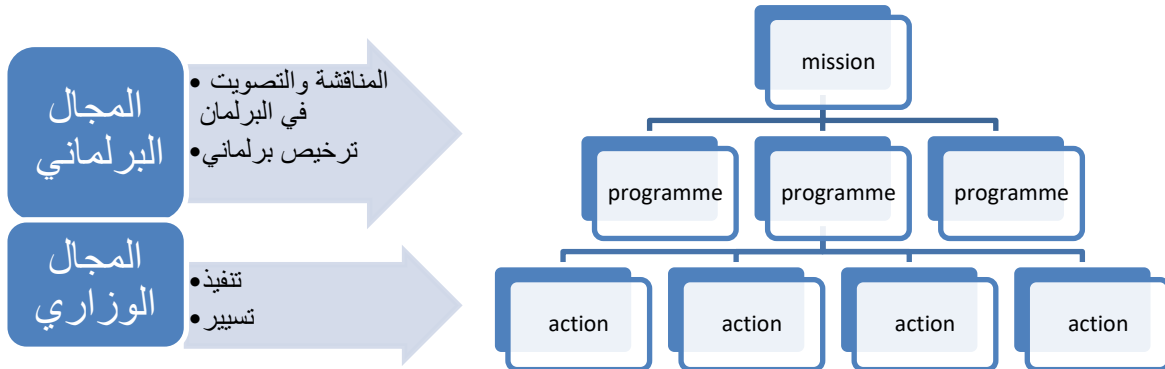 المجال
البرلماني
• المناقشة والتصويت
في البرلمان
• ترخيص برلماني
المجال
الوزاري
• تنفيذ
• تسيير
mission
programme
programme
programme
action
action
action
action